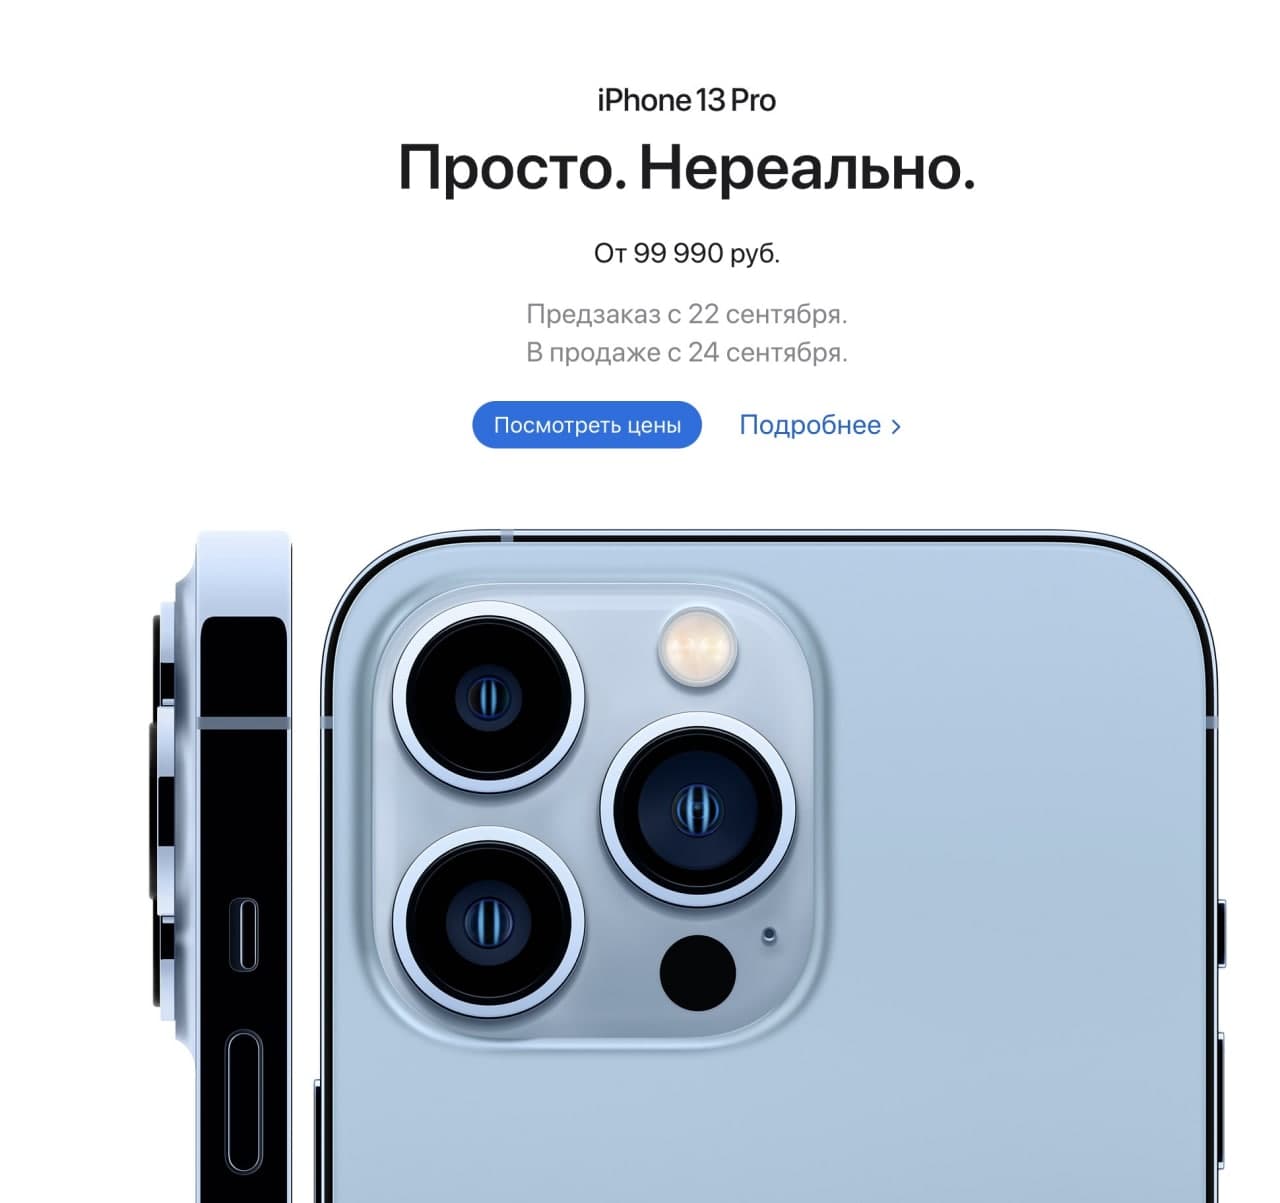 iPhone 13 Pro
Просто. Нереально.
От 99 990 руб.
Предзаказ с 22 сентября.
В продаже с 24 сентября.
Посмотреть цены
Подробнее >